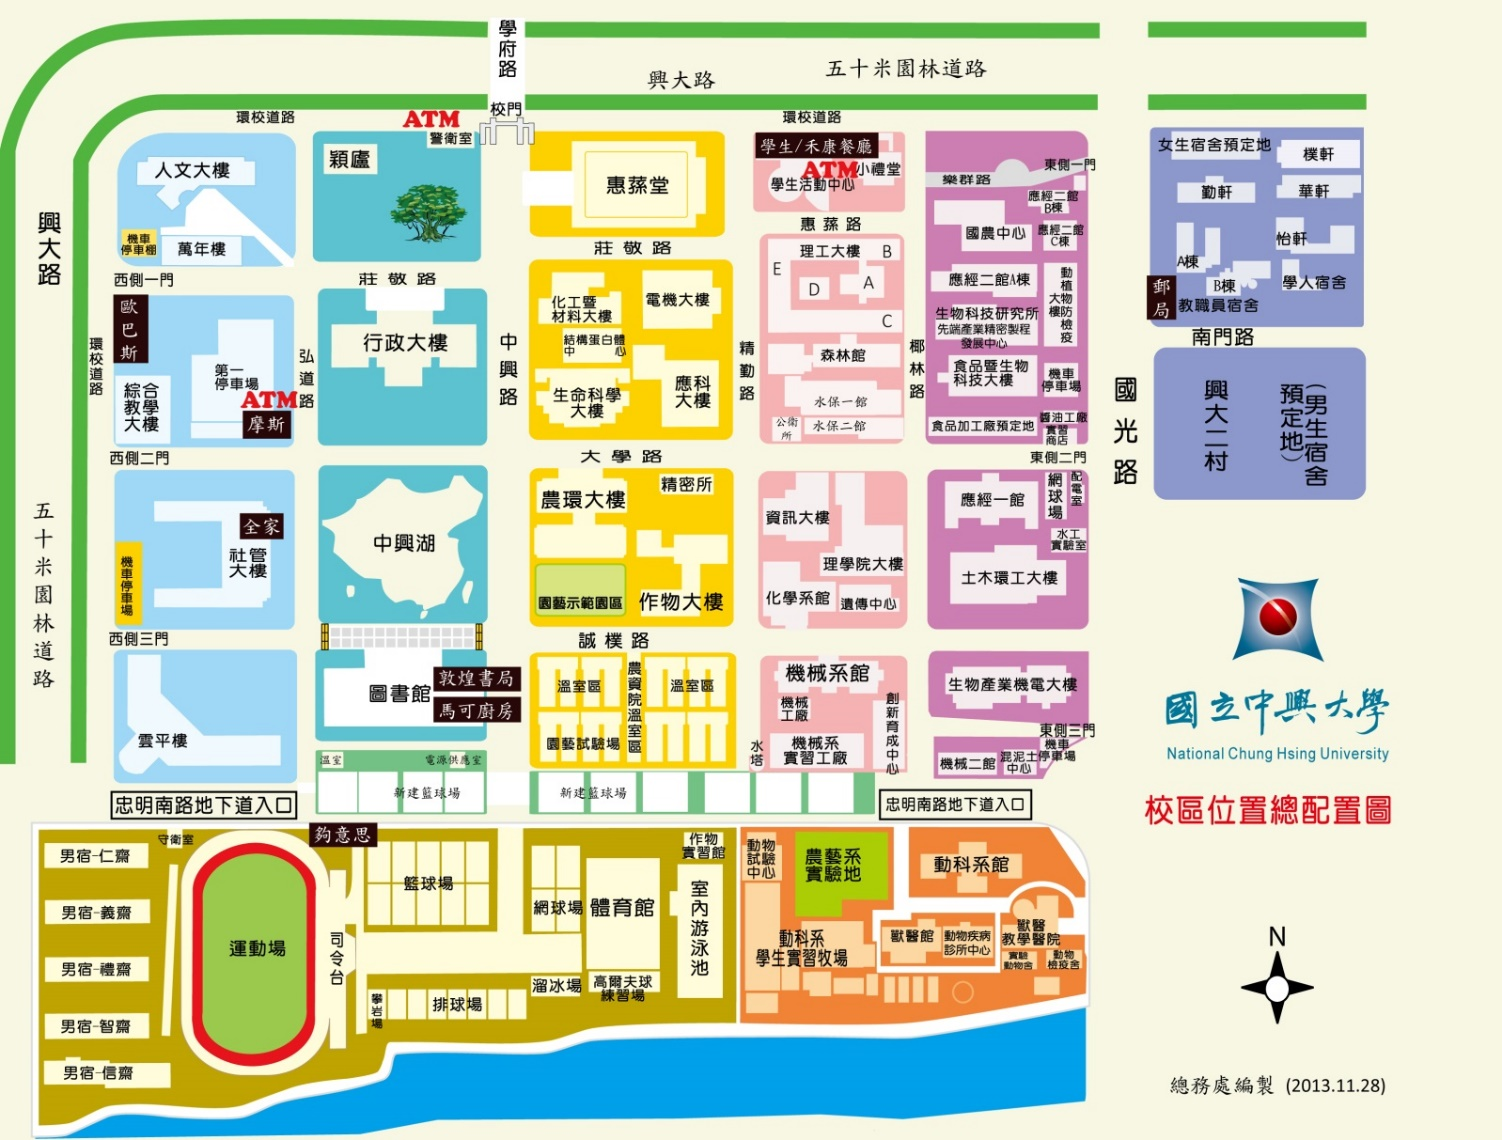 學府路
興大路
五十米園林道路
校門
環校道路
環校道路
ATM
警衛室
人文大樓
機車
停車棚
萬年樓
西側一門
穎廬
莊敬路
惠蓀堂
莊敬路
學生/禾康餐廳
ATM
小禮堂
學生活動中心
惠蓀路
樂群路
東側一門
應經二館
B棟
國農中心
應經二館
C棟
女生宿舍預定地
樸軒
勤軒
華軒
怡軒
A棟
B棟
學人宿舍
郵局
教職員宿舍
南門路
興大路
環校道路
歐巴斯
第一
停車場
ATM
摩斯
綜合
教學
大樓
西側二門
弘道路
行政大樓
中興路
化工暨
材料大樓
電機大樓
結構蛋白體
中 心
生命科學
大樓
應科
大樓
精勤路
理工大樓
B
E
A
D
C
森林館
水保一館
公衛所
水保二館
椰林路
應經二館A棟
動植物防檢疫
大樓
生物科技研究所
先端產業精密製程
發展中心
食品暨生物
科技大樓
機車
停車場
食品加工廠預定地
醬油工廠
實習
商店
東側二門
國光路
興大二村
(男生宿舍
預定地)
大學路
五十米園林道路
機車停車場
全家
社管
大樓
西側三門
中興湖
農環大樓
精密所
園藝示範園區
作物大樓
誠樸路
資訊大樓
理學院大樓
化學系館
遺傳中心
應經一館
網球場
配電室
水工
實驗室
土木環工大樓
雲平樓
圖書館
敦煌書局
馬可廚房
溫室區
農資院溫室區
溫室區
園藝試驗場
機械系館
機械
工廠
機械系
實習工廠
創新育成中心
水塔
生物產業機電大樓
東側三門
機械二館
混泥土
中心
機車
停車場
溫室
電源供應室
新建籃球場
新建籃球場
忠明南路地下道入口
忠明南路地下道入口
國立中興大學
National Chung Hsing University
校區位置總配置圖
男宿-仁齋
男宿-義齋
男宿-禮齋
男宿-智齋
男宿-信齋
守衛室
夠意思
運動場
司令台
攀岩場
籃球場
排球場
網球場
體育館
溜冰場
高爾夫球
練習場
作物
實習館
室內游泳池
動物
試驗
中心
農藝系
實驗地
動科系
學生實習牧場
動科系館
獸醫館
動物疾病
診所中心
獸醫
教學醫院
實驗
動物舍
動物
檢疫舍
N
總務處編製 (2013.11.28)